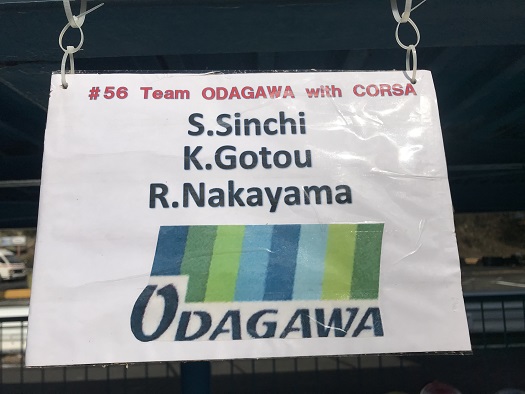 #56 Team ODAGAWA with CORSA
S.Sinchi
K.Gotou
R.Nakayama
ODAGAWA